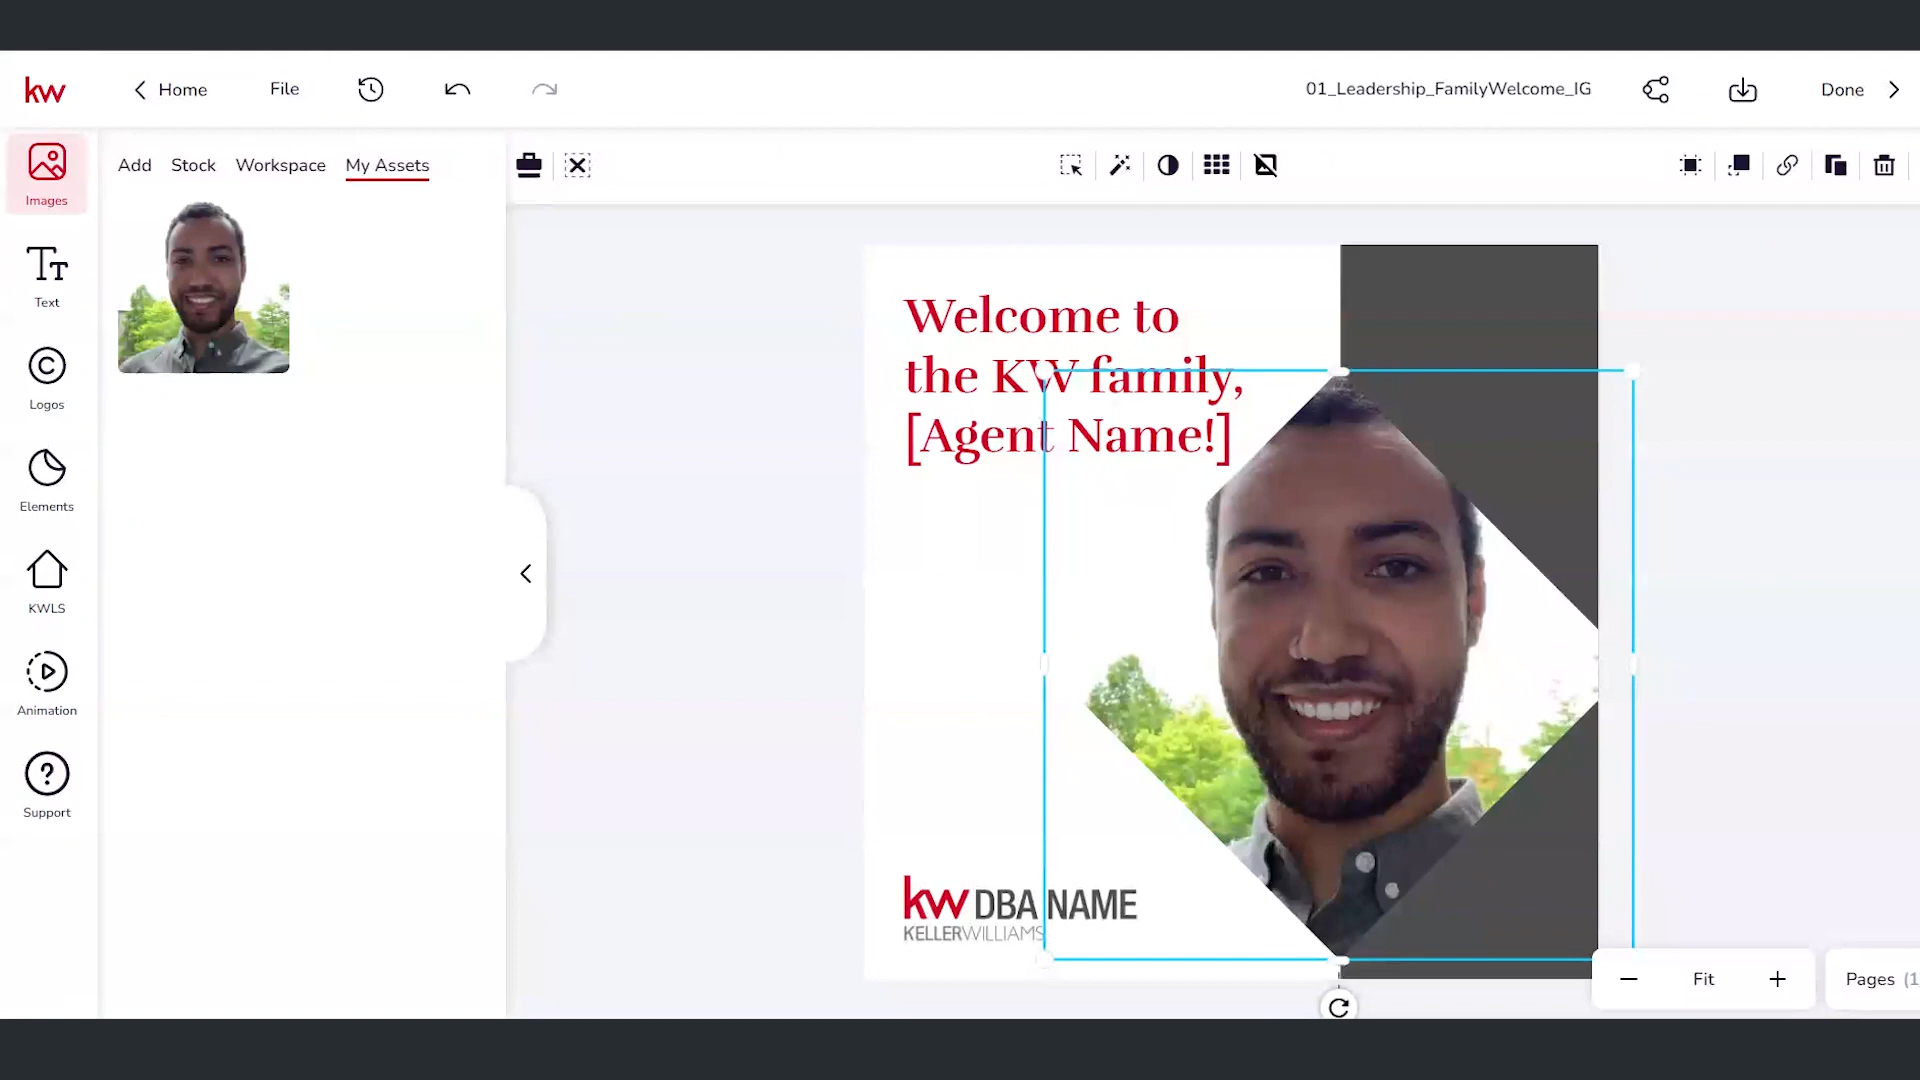 kw
Home
File
01_Leadership_FamilyWelcome_IG
Done
Images
Text
Logos
Elements
KWLS
Animation
Support
Add
Stock
Workspace
My Assets
Welcome to
the KW family,
[Agent Name!]
kw DBA NAME
KELLERWILLIAMS
Fit
Pages (1